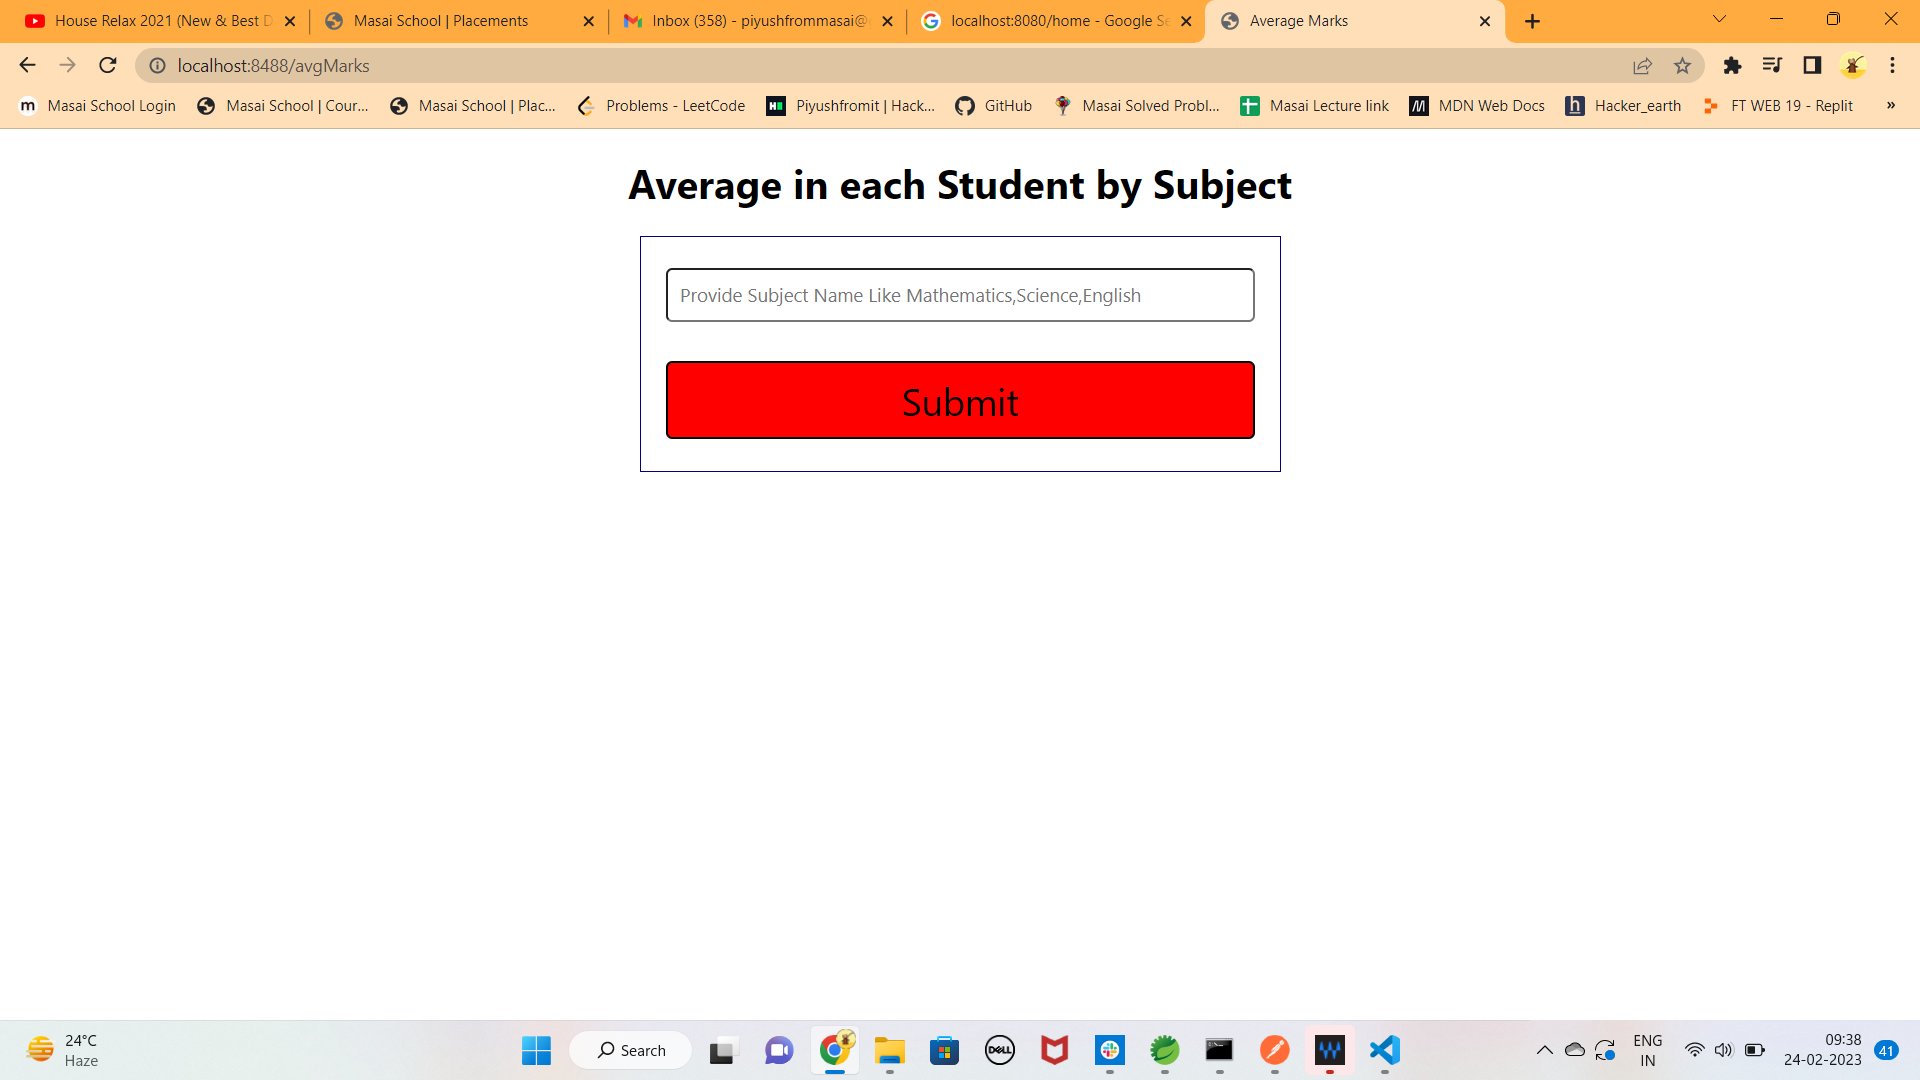 House Relax 2021 (New & Best D
Masai School | Placements
Inbox (358) - piyushfrommasai@
localhost:8080/home - Google Se
Average Marks
localhost:8488/avgMarks
m Masai School Login
Masai School | Cour...
Masai School | Plac...
Problems - LeetCode
Piyushfromit | Hack...
GitHub
Masai Solved Probl...
Masai Lecture link
MDN Web Docs
h Hacker_earth
FT WEB 19 - Replit
»
Average in each Student by Subject
Provide Subject Name Like Mathematics,Science,English
Submit
24°C
Haze
Search
DELL
ENG
IN
09:38
24-02-2023
41